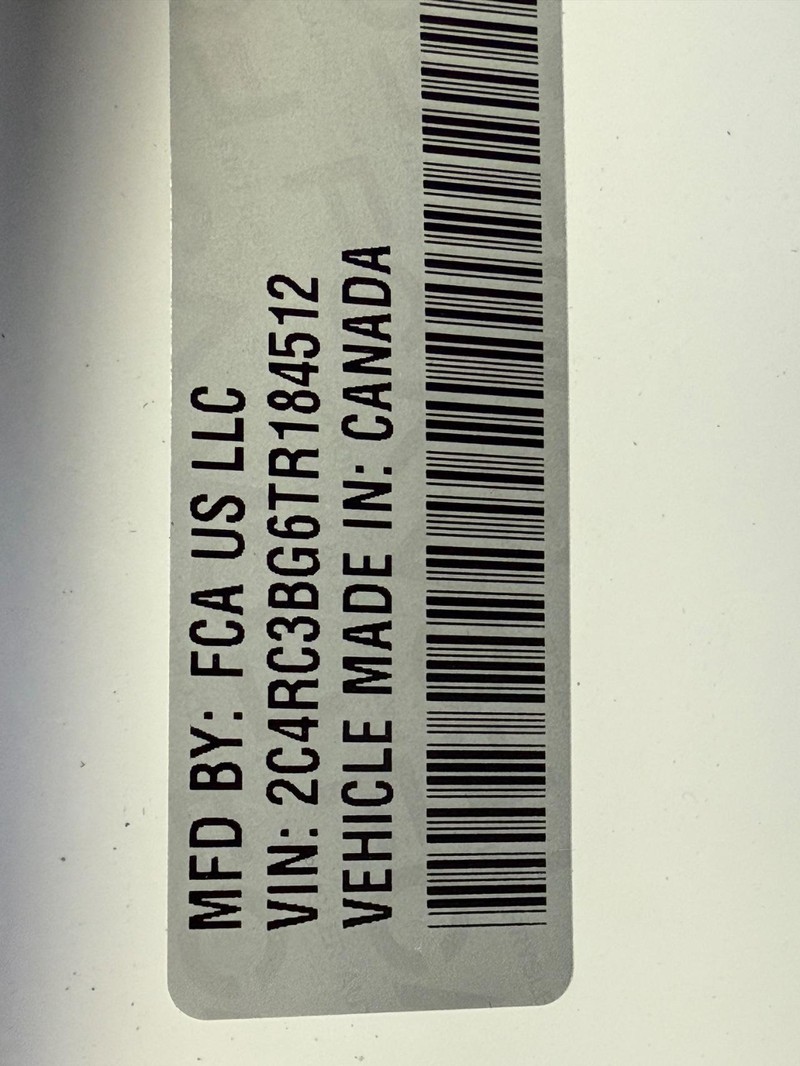 MFD BY: FCA US LLC
VIN: 2C4RC3BG6TR184512
VEHICLE MADE IN: CANADA